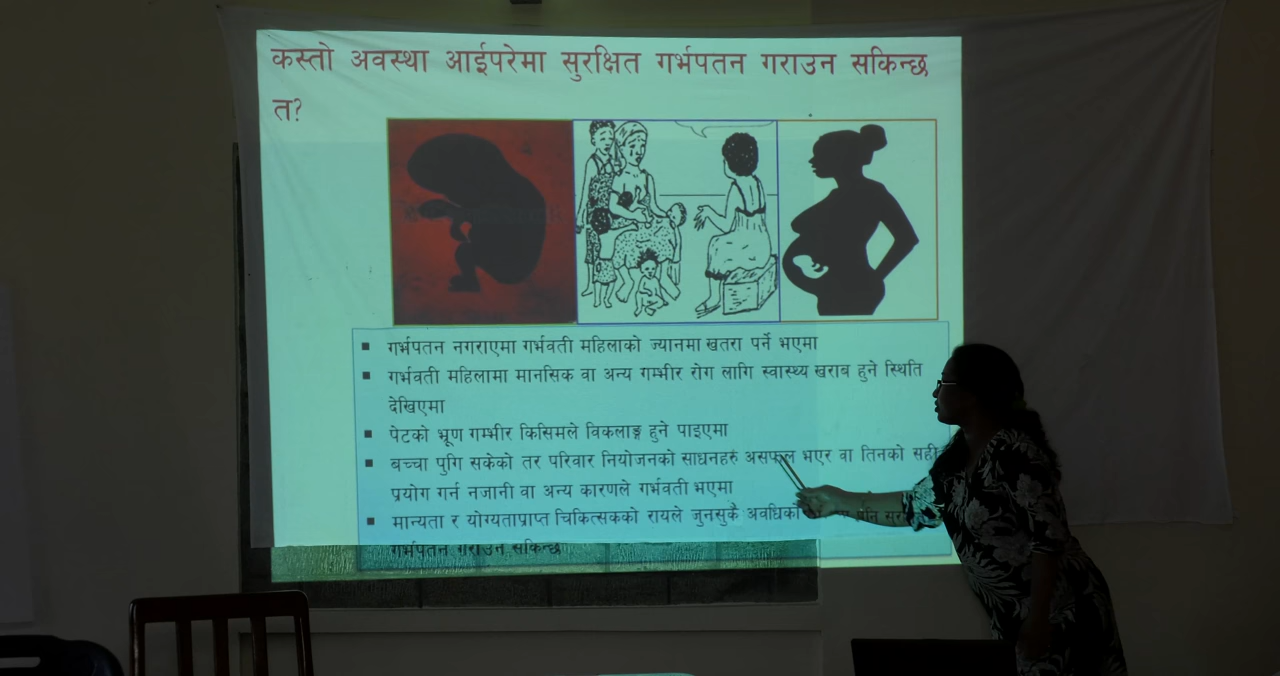 कस्तो अवस्था आईपरेमा सुरक्षित गर्भपतन गराउन सकिन्छ
त?
▪ गर्भपतन नगराएमा गर्भवती महिलाको ज्यानमा खतरा पर्ने भएमा
▪ गर्भवती महिलामा मानसिक वा अन्य गम्भीर रोग लागि स्वास्थ्य खराब हुने स्थिति
देखिएमा
▪ पेटको भ्रूण गम्भीर किसिमले विकलाङ्ग हुने पाइएमा
▪ बच्चा पुगि सकेको तर परिवार नियोजनको साधनहरु असफल भएर वा तिनको सही
प्रयोग गर्न नजानी वा अन्य कारणले गर्भवती भएमा
▪ मान्यता र योग्यताप्राप्त चिकित्सकको रायले जुनसुकै अवधिको पनि
गर्भपतन गराउन सकिन्छ